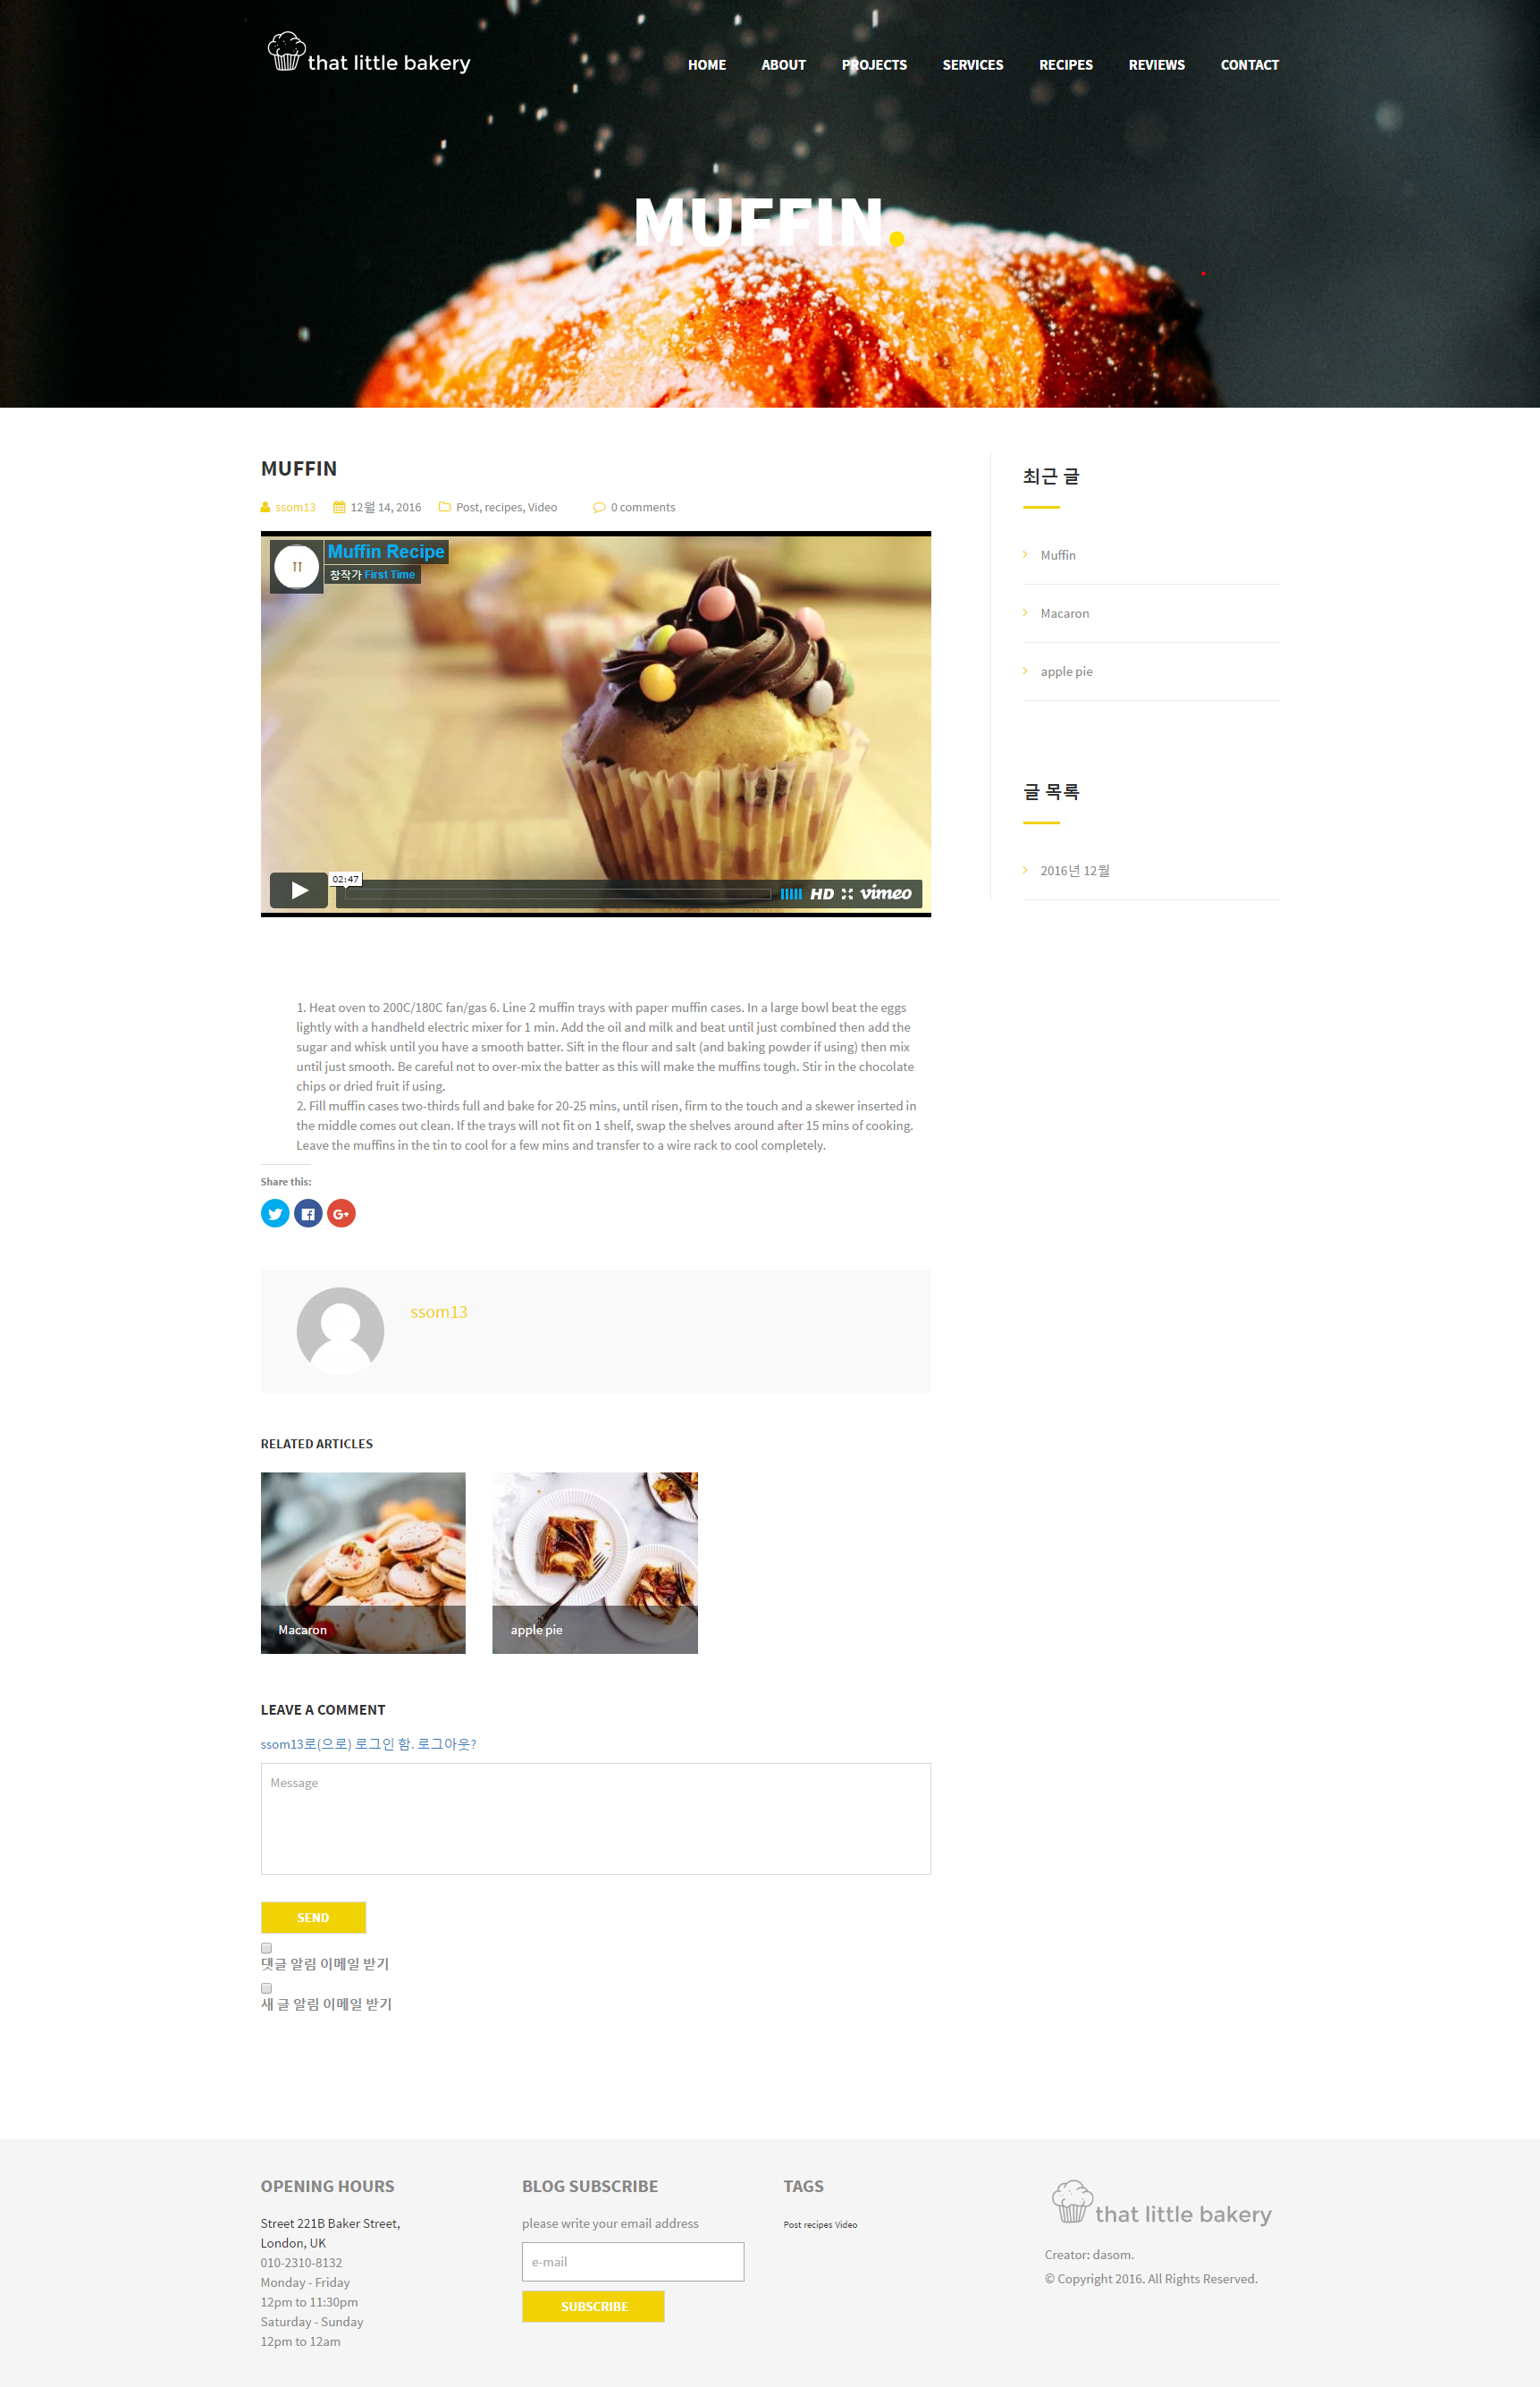 that little bakery
HOME ABOUT PROJECTS SERVICES RECIPES REVIEWS CONTACT
MUFFIN.
MUFFIN
ssom13 12월 14, 2016 Post, recipes, Video 0 comments
Muffin Recipe
창작가 First Time
02:47
HD vimeo
1. Heat oven to 200C/180C fan/gas 6. Line 2 muffin trays with paper muffin cases. In a large bowl beat the eggs
lightly with a handheld electric mixer for 1 min. Add the oil and milk and beat until just combined then add the
sugar and whisk until you have a smooth batter. Sift in the flour and salt (and baking powder if using) then mix
until just smooth. Be careful not to over-mix the batter as this will make the muffins tough. Stir in the chocolate
chips or dried fruit if using.
2. Fill muffin cases two-thirds full and bake for 20-25 mins, until risen, firm to the touch and a skewer inserted in
the middle comes out clean. If the trays will not fit on 1 shelf, swap the shelves around after 15 mins of cooking.
Leave the muffins in the tin to cool for a few mins and transfer to a wire rack to cool completely.
Share this:
ssom13
RELATED ARTICLES
Macaron
apple pie
LEAVE A COMMENT
ssom13로(으로) 로그인 함. 로그아웃?
Message
SEND
댓글 알림 이메일 받기
새 글 알림 이메일 받기
최근 글
Muffin
Macaron
apple pie
글 목록
2016년 12월
OPENING HOURS
Street 221B Baker Street,
London, UK
010-2310-8132
Monday - Friday
12pm to 11:30pm
Saturday - Sunday
12pm to 12am
BLOG SUBSCRIBE
please write your email address
e-mail
SUBSCRIBE
TAGS
Post recipes Video
that little bakery
Creator: dasom.
© Copyright 2016. All Rights Reserved.